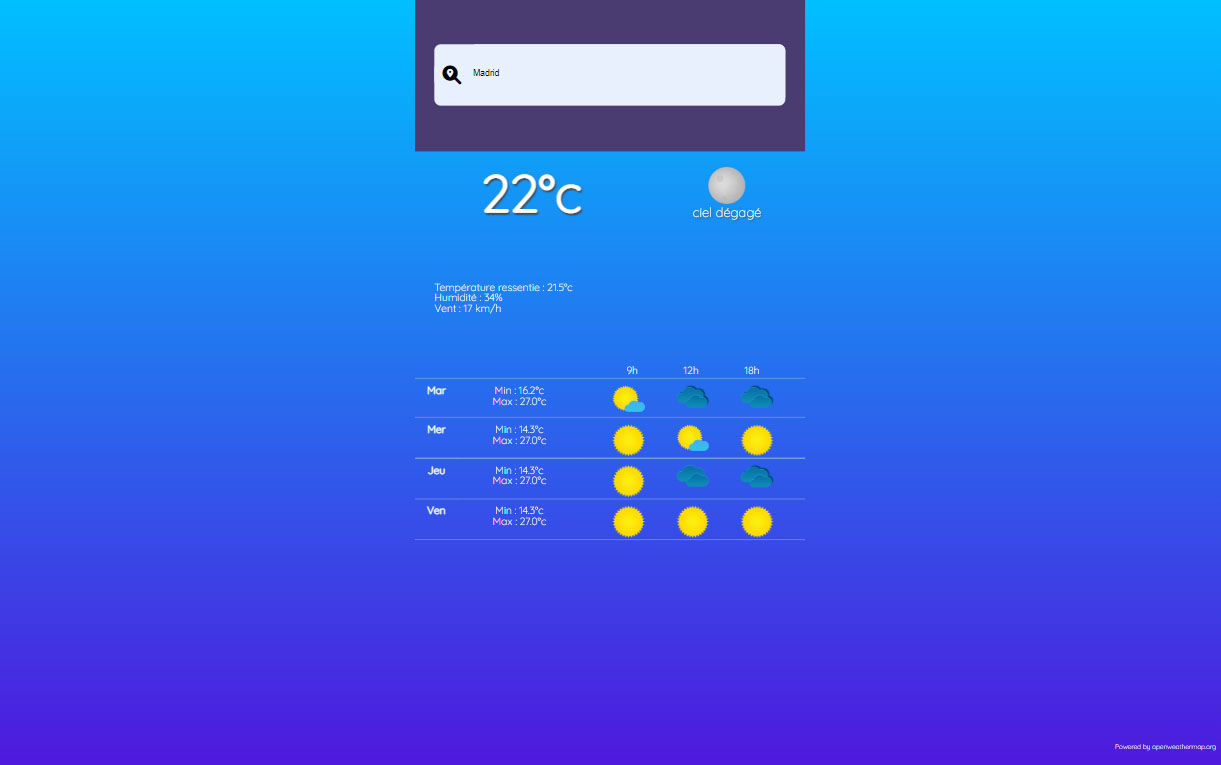 Madrid
22°c
ciel dégagé
Température ressentie : 21.5°c
Humidité : 34%
Vent : 17 km/h
9h 12h 18h
Mar Min : 16.2°c
Max : 27.0°c
Mer Min : 14.3°c
Max : 27.0°c
Jeu Min : 14.3°c
Max : 27.0°c
Ven Min : 14.3°c
Max : 27.0°c
Powered by openweathermap.org